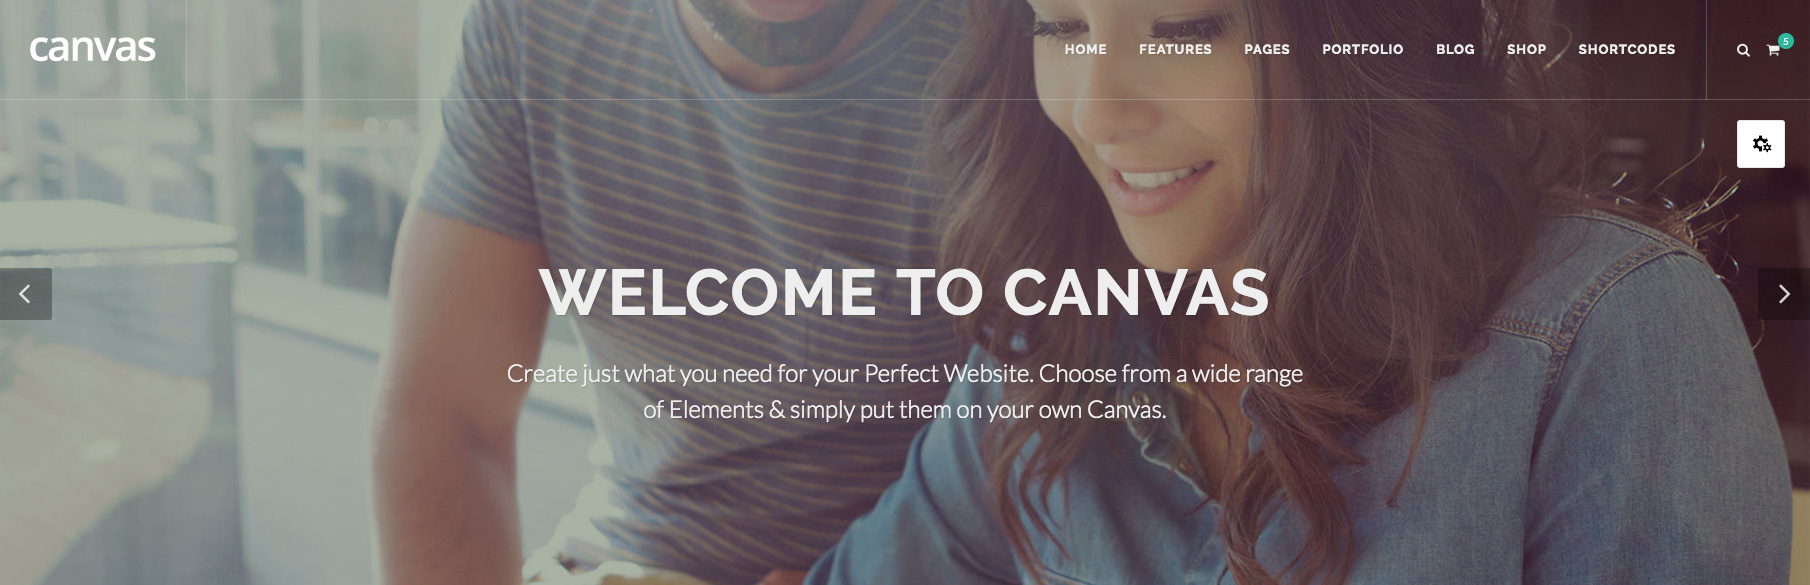 canvas
HOME FEATURES PAGES PORTFOLIO BLOG SHOP SHORTCODES 5
WELCOME TO CANVAS
Create just what you need for your Perfect Website. Choose from a wide range
of Elements & simply put them on your own Canvas.